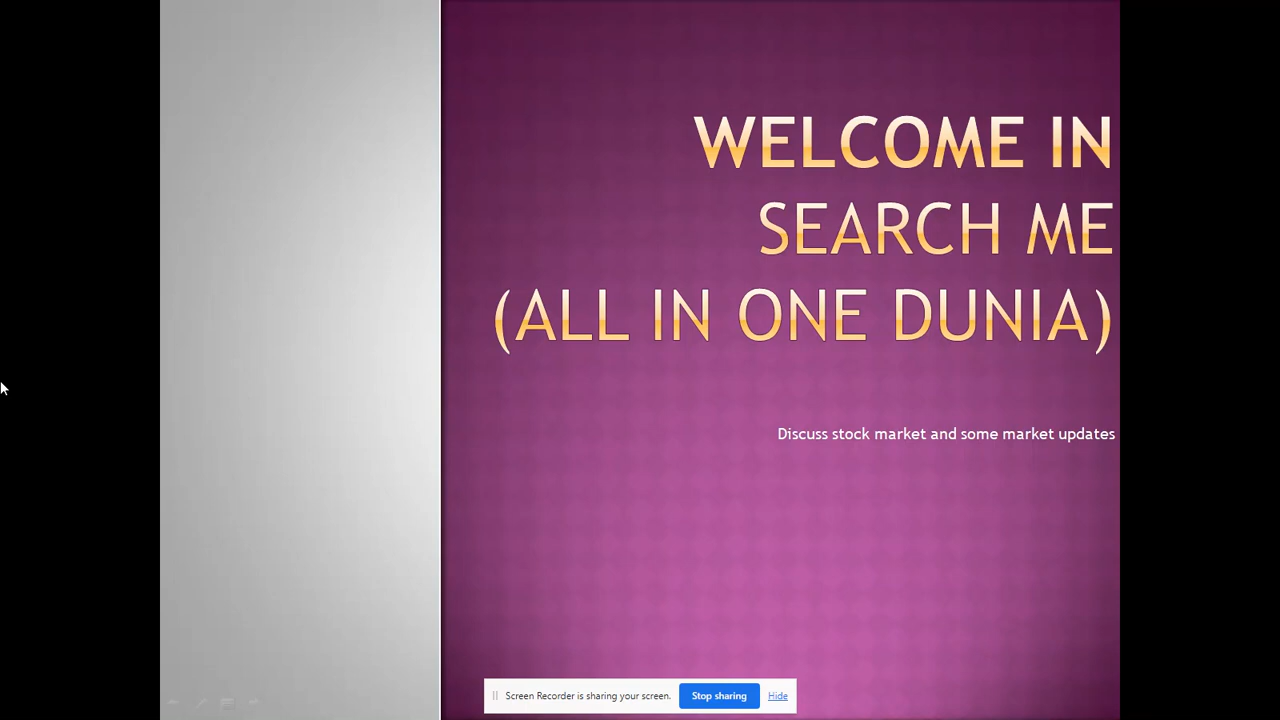 WELCOME IN
SEARCH ME
(ALL IN ONE DUNIA)
Discuss stock market and some market updates
Screen Recorder is sharing your screen. Stop sharing Hide